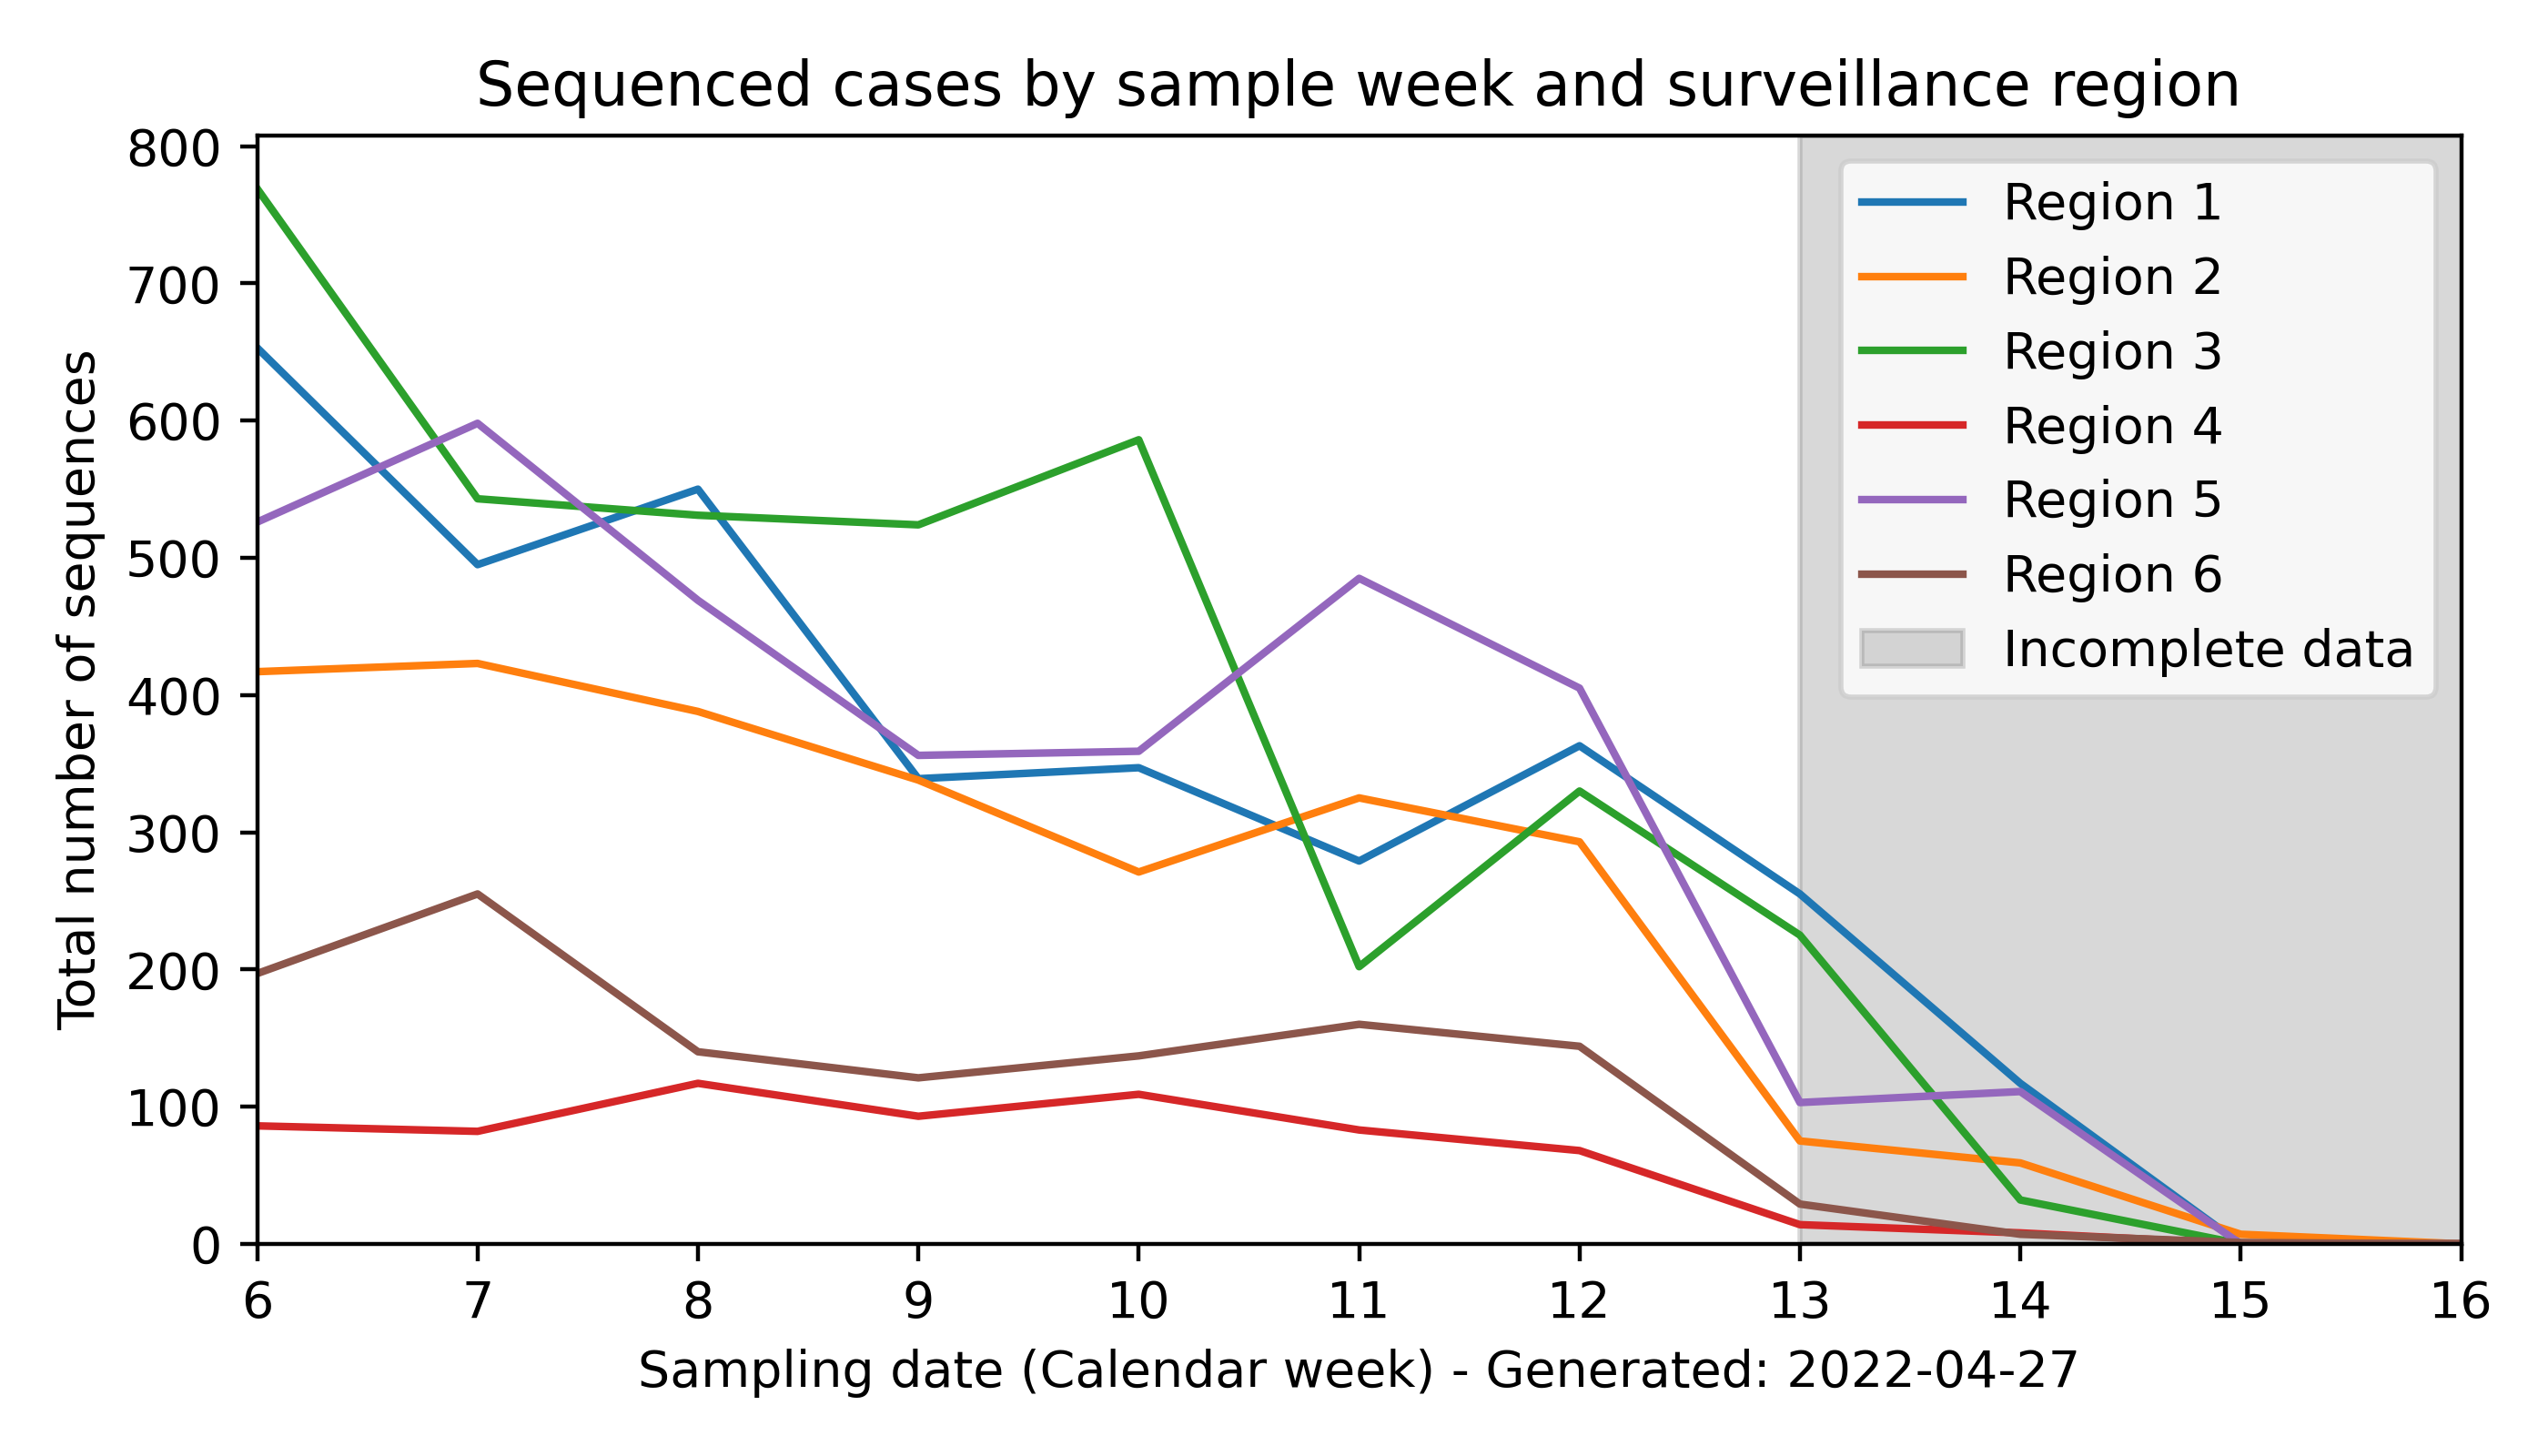 Sequenced cases by sample week and surveillance region
800
700
600
500
400
300
200
100
0
Total number of sequences
Region 1
Region 2
Region 3
Region 4
Region 5
Region 6
Incomplete data
6 7 8 9 10 11 12 13 14 15 16
Sampling date (Calendar week) - Generated: 2022-04-27